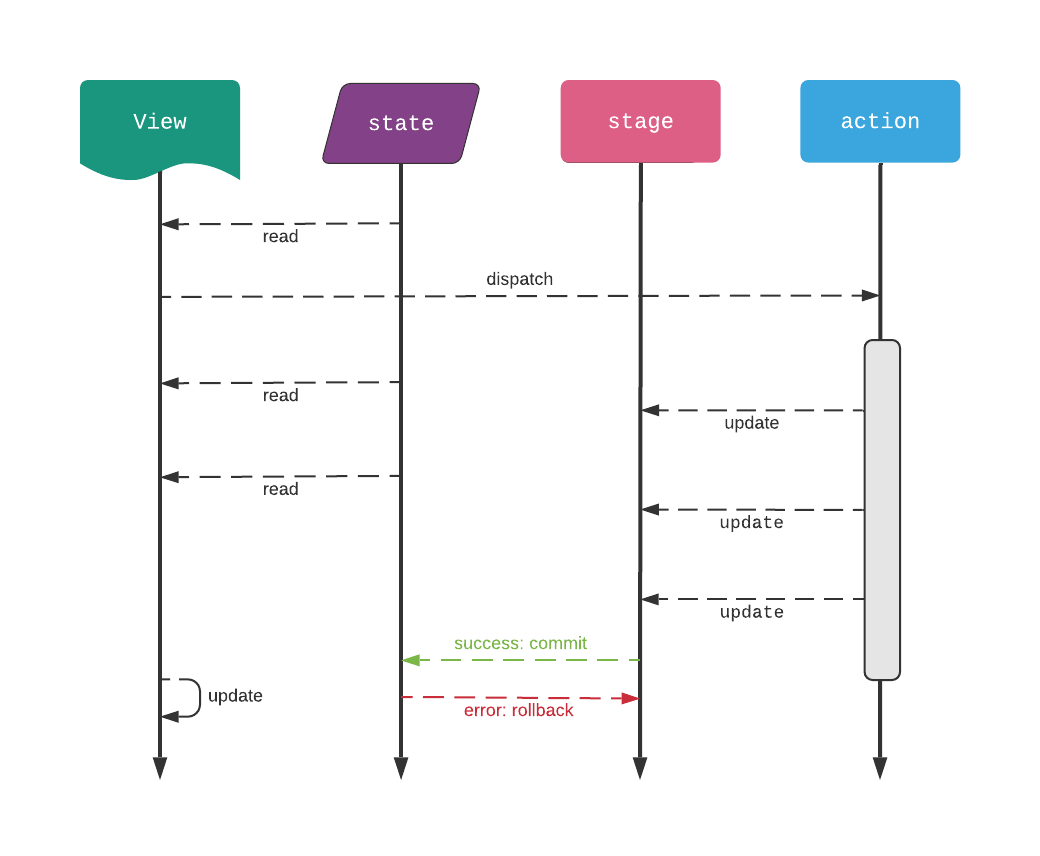 View
state
stage
action
read
dispatch
read
update
read
update
update
success: commit
update
error: rollback